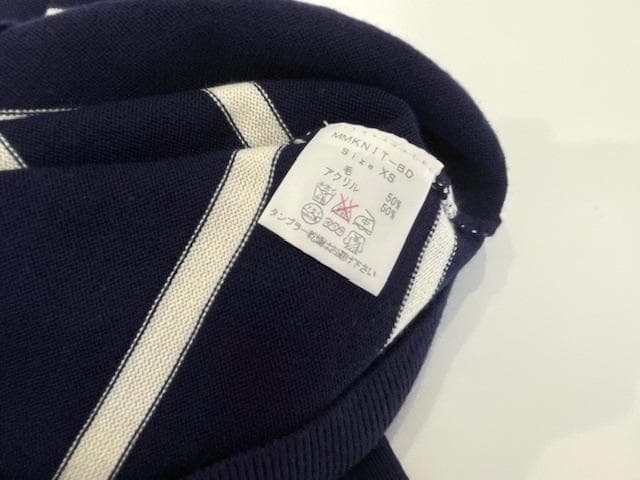 MMKNIT-BD
Size XS
毛 50%
アクリル 50%
タンブラー乾燥はお避け下さい